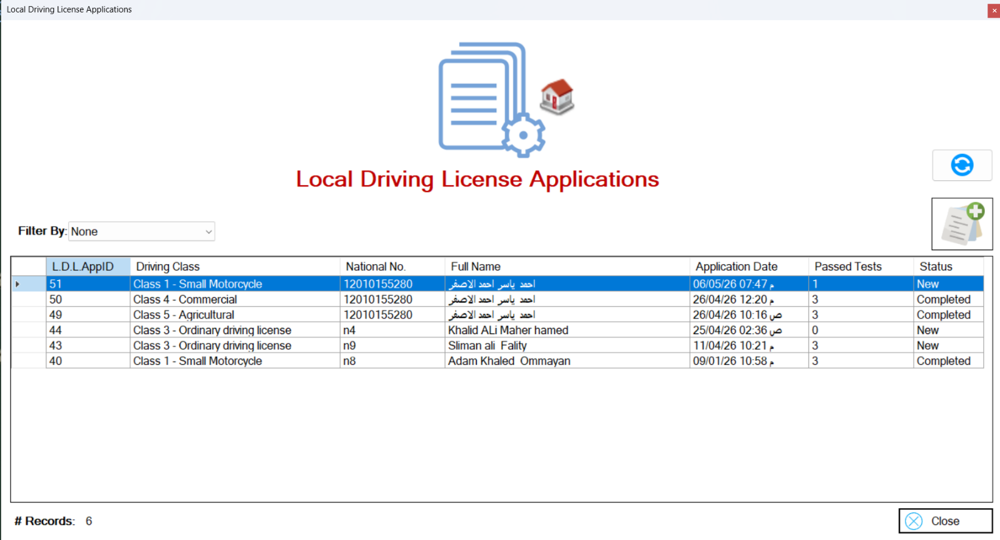 Local Driving License Applications
Local Driving License Applications
Filter By: None
L.D.L.AppID Driving Class National No. Full Name Application Date Passed Tests Status
51 Class 1 - Small Motorcycle 12010155280 احمد ياسر احمد الاصفر 06/05/26 07:47 م 1 New
50 Class 4 - Commercial 12010155280 احمد ياسر احمد الاصفر 26/04/26 12:20 م 3 Completed
49 Class 5 - Agricultural 12010155280 احمد ياسر احمد الاصفر 26/04/26 10:16 ص 3 Completed
44 Class 3 - Ordinary driving license n4 Khalid ALi Maher hamed 25/04/26 02:36 ص 0 New
43 Class 3 - Ordinary driving license n9 Sliman ali Fality 11/04/26 10:21 م 3 New
40 Class 1 - Small Motorcycle n8 Adam Khaled Ommayan 09/01/26 10:58 م 3 Completed
# Records: 6
Close